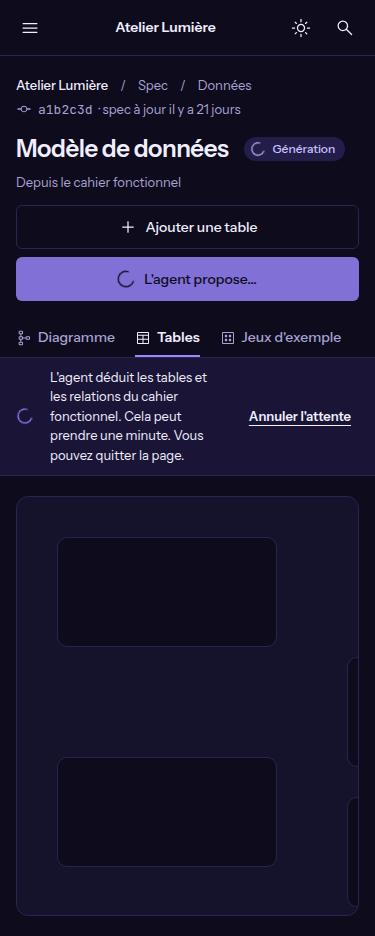 Atelier Lumière
Atelier Lumière / Spec / Données
a1b2c3d · spec à jour il y a 21 jours
Modèle de données Génération
Depuis le cahier fonctionnel
Ajouter une table
L'agent propose…
Diagramme Tables Jeux d'exemple
L'agent déduit les tables et
les relations du cahier
fonctionnel. Cela peut
prendre une minute. Vous
pouvez quitter la page.
Annuler l'attente